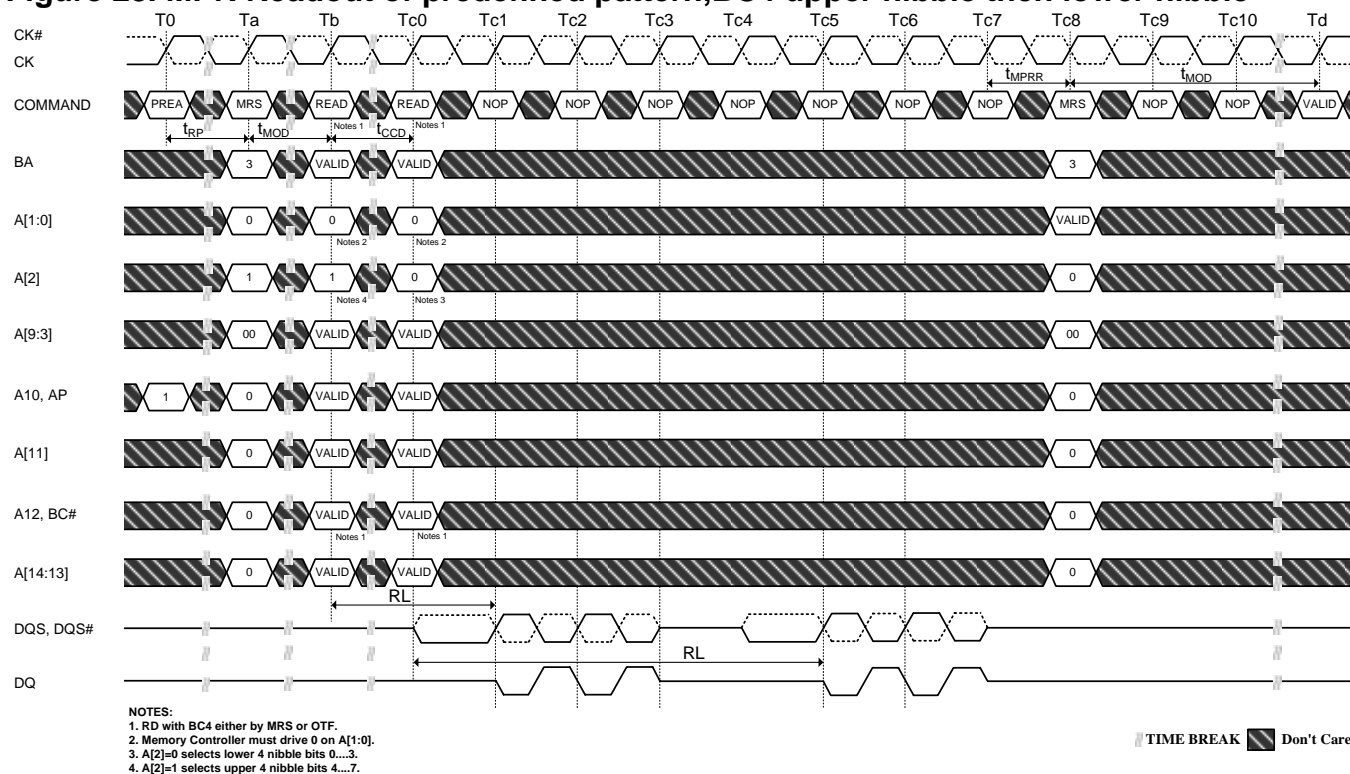 MPR Readout of predefined pattern,BC4 upper nibble then lower nibble
T0 Ta Tb Tc0 Tc1 Tc2 Tc3 Tc4 Tc5 Tc6 Tc7 Tc8 Tc9 Tc10 Td
CK#
CK
tMPRR tMOD
COMMAND PREA MRS READ READ NOP NOP NOP NOP NOP NOP NOP MRS NOP NOP VALID
Notes 1 Notes 1
tRP tMOD tCCD
BA 3 VALID VALID 3
A[1:0] 0 0 0 VALID
Notes 2 Notes 2
A[2] 1 1 0 0
Notes 4 Notes 3
A[9:3] 00 VALID VALID 00
A10, AP 1 0 VALID VALID 0
A[11] 0 VALID VALID 0
A12, BC# 0 VALID VALID 0
Notes 1 Notes 1
A[14:13] 0 VALID VALID 0
RL
DQS, DQS#
RL
DQ
NOTES:
1. RD with BC4 either by MRS or OTF.
2. Memory Controller must drive 0 on A[1:0].
3. A[2]=0 selects lower 4 nibble bits 0....3.
4. A[2]=1 selects upper 4 nibble bits 4....7.
TIME BREAK Don't Care